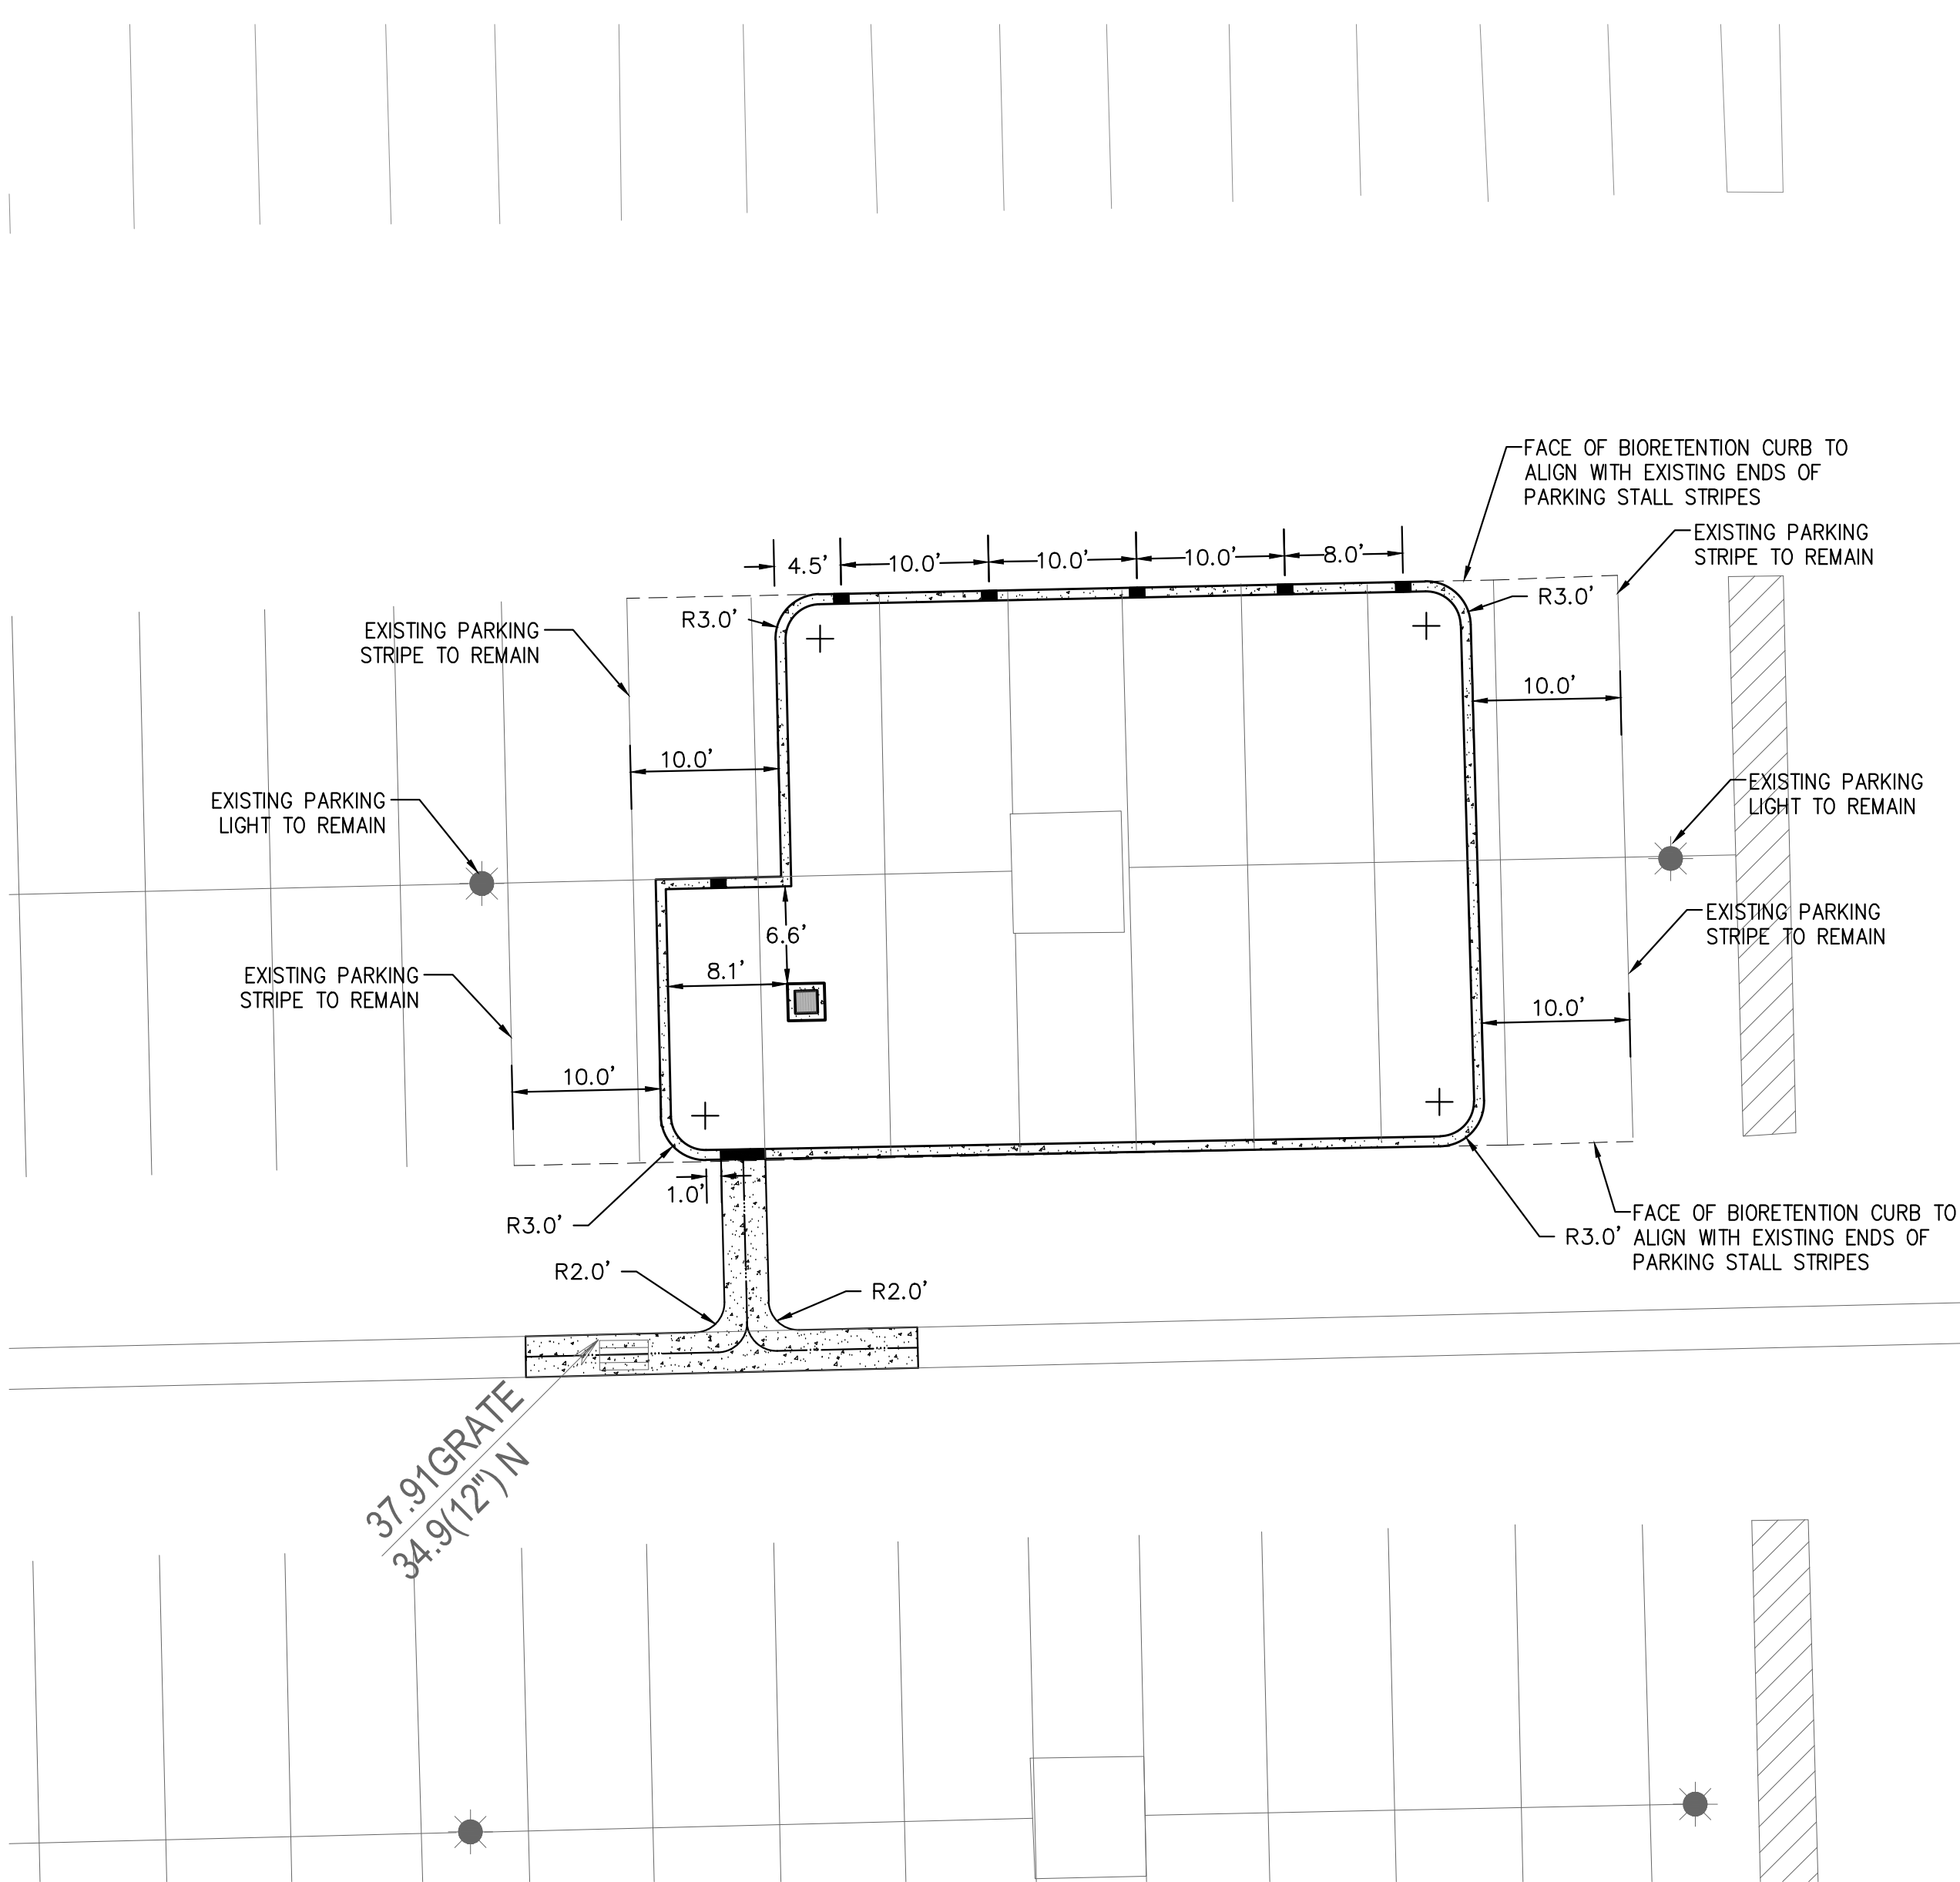 FACE OF BIORETENTION CURB TO
ALIGN WITH EXISTING ENDS OF
PARKING STALL STRIPES
EXISTING PARKING
STRIPE TO REMAIN
4.5'
10.0'
10.0'
10.0'
8.0'
R3.0'
R3.0'
EXISTING PARKING
STRIPE TO REMAIN
10.0'
10.0'
EXISTING PARKING
LIGHT TO REMAIN
EXISTING PARKING
LIGHT TO REMAIN
6.6'
8.1'
EXISTING PARKING
STRIPE TO REMAIN
EXISTING PARKING
STRIPE TO REMAIN
10.0'
10.0'
1.0'
R3.0'
R3.0'
FACE OF BIORETENTION CURB TO
ALIGN WITH EXISTING ENDS OF
PARKING STALL STRIPES
R2.0'
R2.0'
37.91GRATE
34.9(12") N